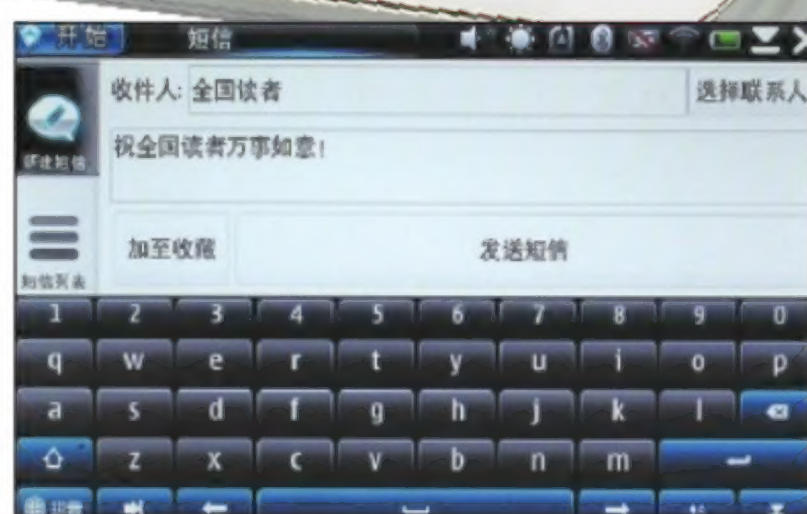 开始 短信
收件人: 全国读者 选择联系人
新建短信
祝全国读者万事如意!
加至收藏 发送短信
短信列表
1 2 3 4 5 6 7 8 9 0
q w e r t y u i o p
a s d f g h j k l
z x c v b n m
拼音